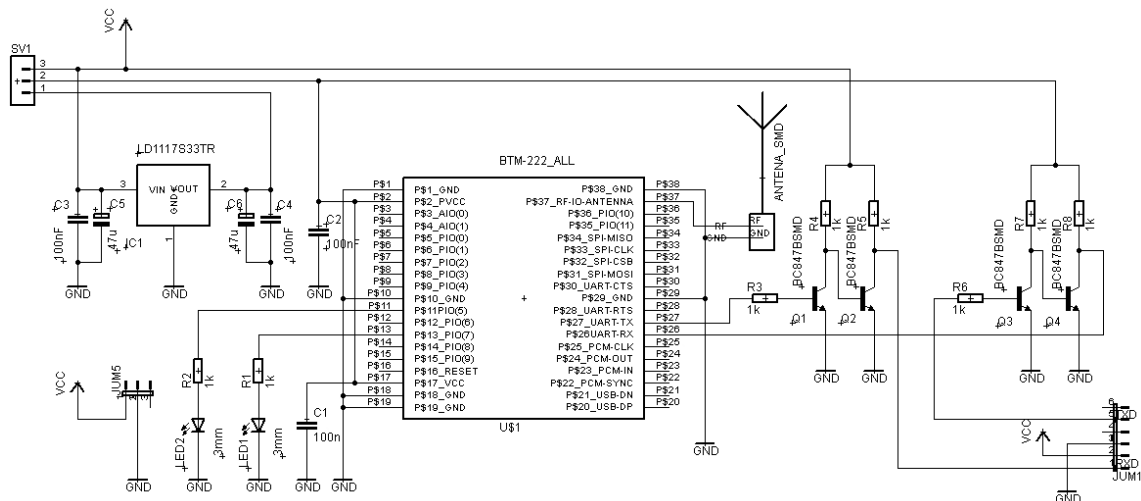 VCC
SV1
3
2
1
LD1117S33TR
3
VIN
VOUT
2
GND
1
C3
100nF
C5
47u
IC1
C6
47u
C4
100nF
C2
100nF
GND
GND
GND
BTM-222_ALL
P$1 P$1_GND
P$2 P$2_PVCC
P$3 P$3_AIO(0)
P$4 P$4_AIO(1)
P$5 P$5_PIO(0)
P$6 P$6_PIO(1)
P$7 P$7_PIO(2)
P$8 P$8_PIO(3)
P$9 P$9_PIO(4)
P$10 P$10_GND
P$11 P$11PIO(5)
P$12 P$12_PIO(6)
P$13 P$13_PIO(7)
P$14 P$14_PIO(8)
P$15 P$15_PIO(9)
P$16 P$16_RESET
P$17 P$17_VCC
P$18 P$18_GND
P$19 P$19_GND
P$38_GND P$38
P$37_RF-IO-ANTENNA P$37
P$36_PIO(10) P$36
P$35_PIO(11) P$35
P$34_SPI-MISO P$34
P$33_SPI-CLK P$33
P$32_SPI-CSB P$32
P$31_SPI-MOSI P$31
P$30_UART-CTS P$30
P$29_GND P$29
P$28_UART-RTS P$28
P$27_UART-TX P$27
P$26UART-RX P$26
P$25_PCM-CLK P$25
P$24_PCM-OUT P$24
P$23_PCM-IN P$23
P$22_PCM-SYNC P$22
P$21_USB-DN P$21
P$20_USB-DP P$20
U$1
ANTENA_SMD
RF
GND
RF
GND
R3
1k
R4
1k
R5
1k
BC847BSMD
BC847BSMD
Q1
Q2
GND
GND
R6
1k
R7
1k
R8
1k
BC847BSMD
BC847BSMD
Q3
Q4
GND
GND
VCC
JUM5
1
2
3
GND
R2
1k
LED2
3mm
GND
R1
1k
LED1
3mm
GND
C1
100n
GND
GND
GND
VCC
6
5
TXD
4
3
2
1
RXD
JUM1
GND